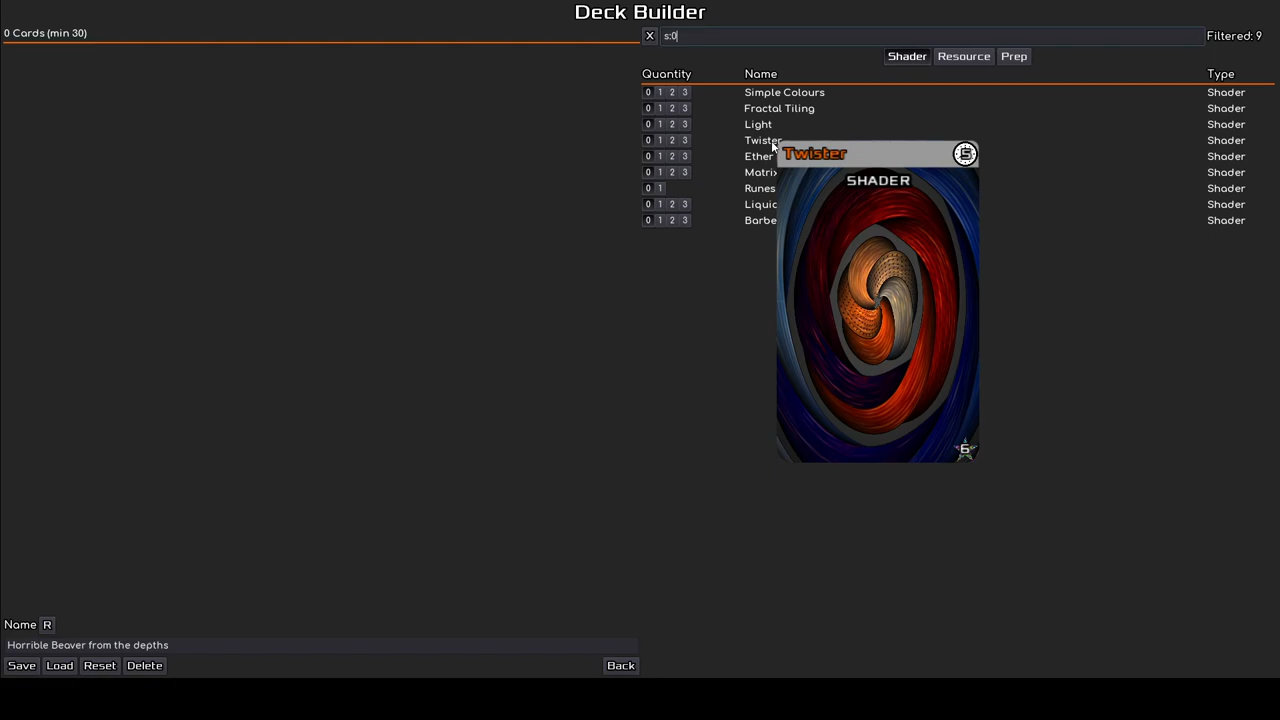 Deck Builder
0 Cards (min 30)
X s:0 Filtered: 9
Shader Resource Prep
Quantity Name Type
0 1 2 3 Simple Colours Shader
0 1 2 3 Fractal Tiling Shader
0 1 2 3 Light Shader
0 1 2 3 Twister Shader
Twister 5
0 1 2 3 Ether Shader
0 1 2 3 Matrix Shader
SHADER
0 1 Runes Shader
0 1 2 3 Shader
0 1 2 3 Shader
6
Name R
Horrible Beaver from the depths
Save Load Reset Delete Back